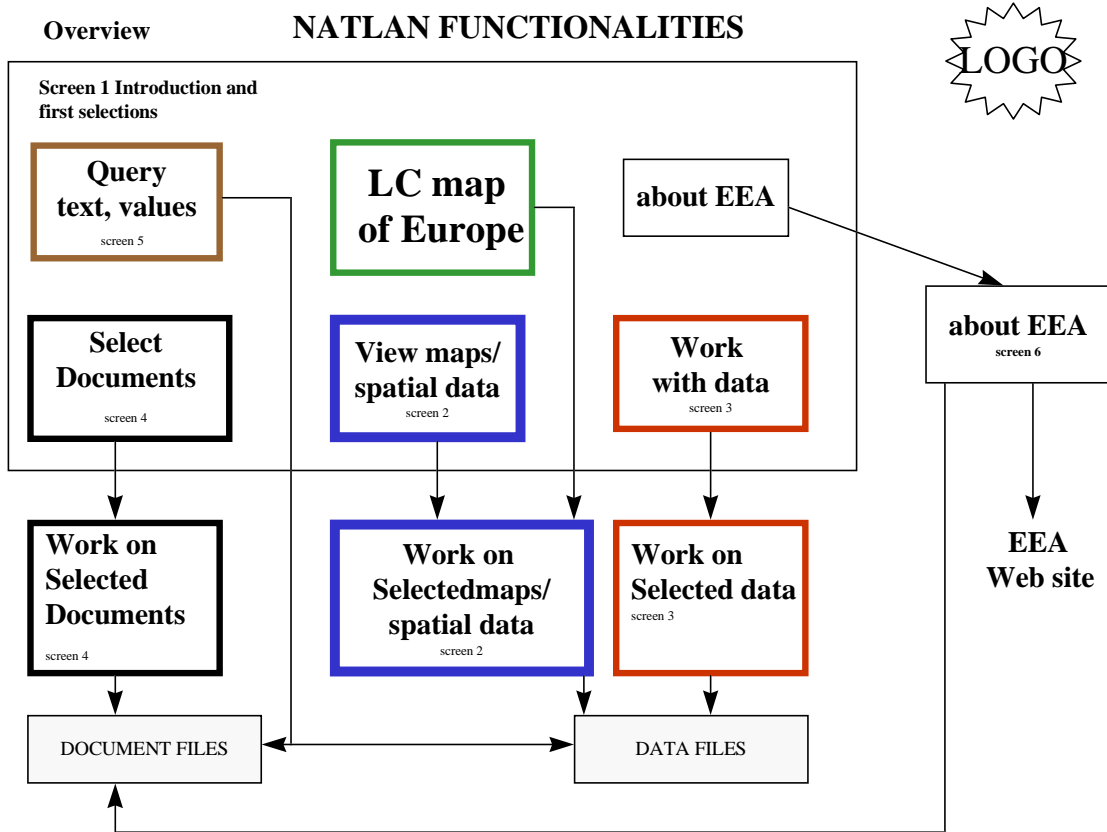 Overview
NATLAN FUNCTIONALITIES
LOGO
Screen 1 Introduction and
first selections
Query
text, values
screen 5
LC map
of Europe
about EEA
about EEA
screen 6
Select
Documents
screen 4
View maps/
spatial data
screen 2
Work
with data
screen 3
Work on
Selected
Documents
screen 4
Work on
Selectedmaps/
spatial data
screen 2
Work on
Selected data
screen 3
EEA
Web site
DOCUMENT FILES
DATA FILES